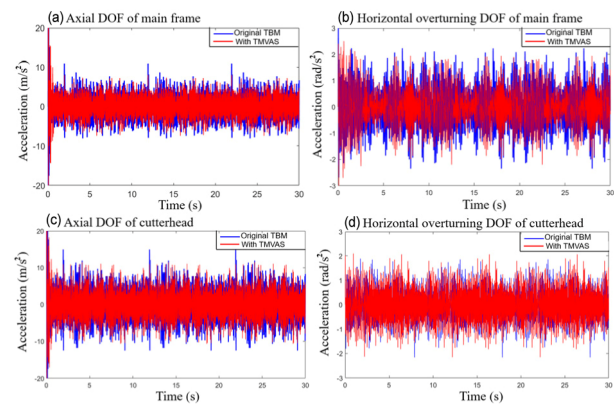 (a) Axial DOF of main frame
Original TBM
With TMVAS
Acceleration (m/s²)
20
10
0
-10
-20
0 5 10 15 20 25 30
Time (s)
(b) Horizontal overturning DOF of main frame
Original TBM
With TMVAS
Acceleration (rad/s²)
3
2
1
0
-1
-2
-3
0 5 10 15 20 25 30
Time (s)
(c) Axial DOF of cutterhead
Original TBM
With TMVAS
Acceleration (m/s²)
20
10
0
-10
-20
0 5 10 15 20 25 30
Time (s)
(d) Horizontal overturning DOF of cutterhead
Original TBM
With TMVAS
Acceleration (rad/s²)
3
2
1
0
-1
-2
-3
0 5 10 15 20 25 30
Time (s)